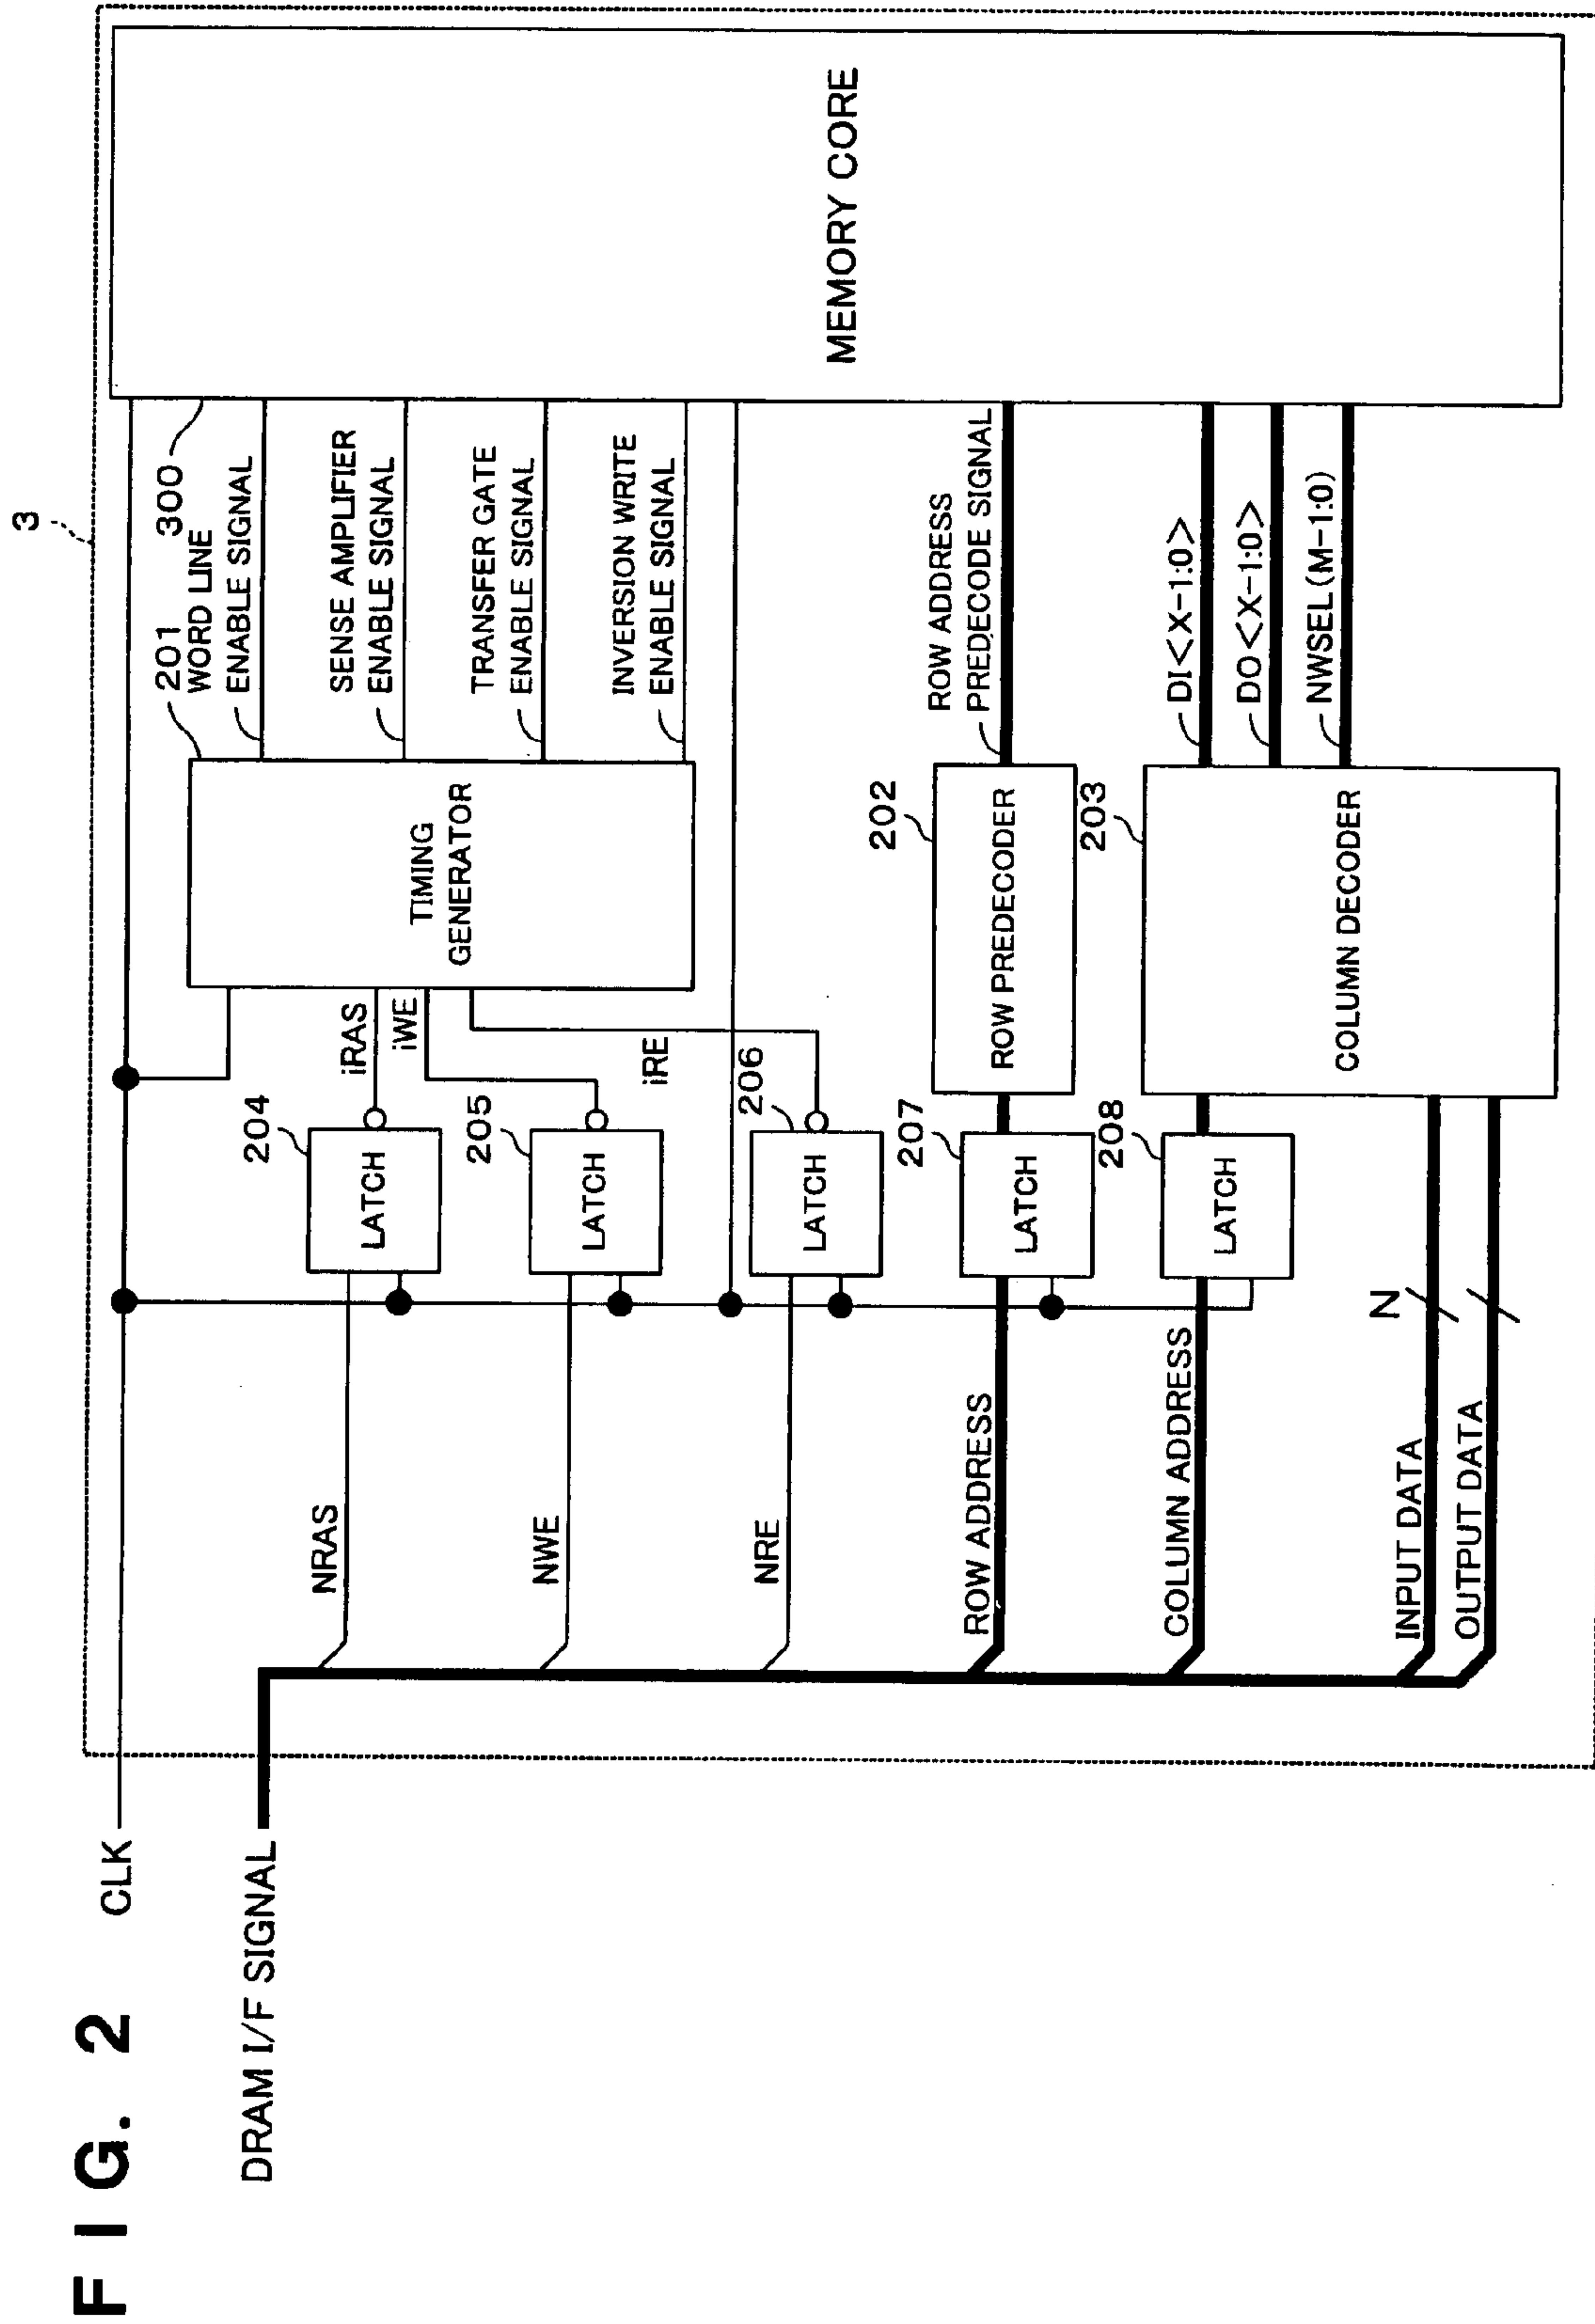 FIG. 2
3
CLK
DRAM I/F SIGNAL
NRAS
NWE
NRE
ROW ADDRESS
COLUMN ADDRESS
INPUT DATA
OUTPUT DATA
N
204
LATCH
205
LATCH
206
LATCH
207
LATCH
208
LATCH
iRAS
iWE
iRE
201
TIMING
GENERATOR
202
ROW PREDECODER
203
COLUMN DECODER
WORD LINE
ENABLE SIGNAL
SENSE AMPLIFIER
ENABLE SIGNAL
TRANSFER GATE
ENABLE SIGNAL
INVERSION WRITE
ENABLE SIGNAL
ROW ADDRESS
PREDECODE SIGNAL
DI<X-1:0>
DO<X-1:0>
NWSEL(M-1:0)
300
MEMORY CORE